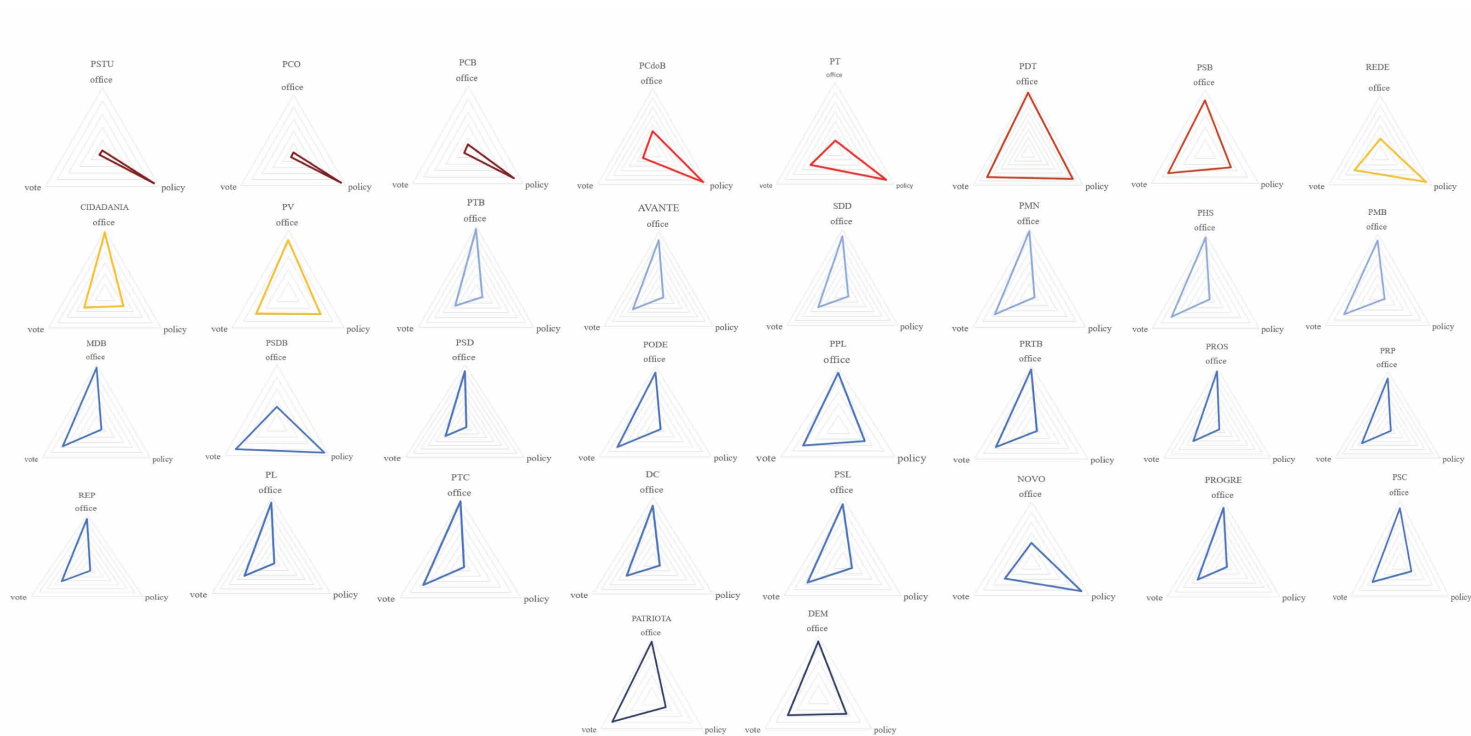 PSTU
office
vote
policy
PCO
office
vote
policy
PCB
office
vote
policy
PCdoB
office
vote
policy
PT
office
vote
policy
PDT
office
vote
policy
PSB
office
vote
policy
REDE
office
vote
policy
CIDADANIA
office
vote
policy
PV
office
vote
policy
PTB
office
vote
policy
AVANTE
office
vote
policy
SDD
office
vote
policy
PMN
office
vote
policy
PHS
office
vote
policy
PMB
office
vote
policy
MDB
office
vote
policy
PSDB
office
vote
policy
PSD
office
vote
policy
PODE
office
vote
policy
PPL
office
vote
policy
PRTB
office
vote
policy
PROS
office
vote
policy
PRP
office
vote
policy
REP
office
vote
policy
PL
office
vote
policy
PTC
office
vote
policy
DC
office
vote
policy
PSL
office
vote
policy
NOVO
office
vote
policy
PROGRE
office
vote
policy
PSC
office
vote
policy
PATRIOTA
office
vote
policy
DEM
office
vote
policy